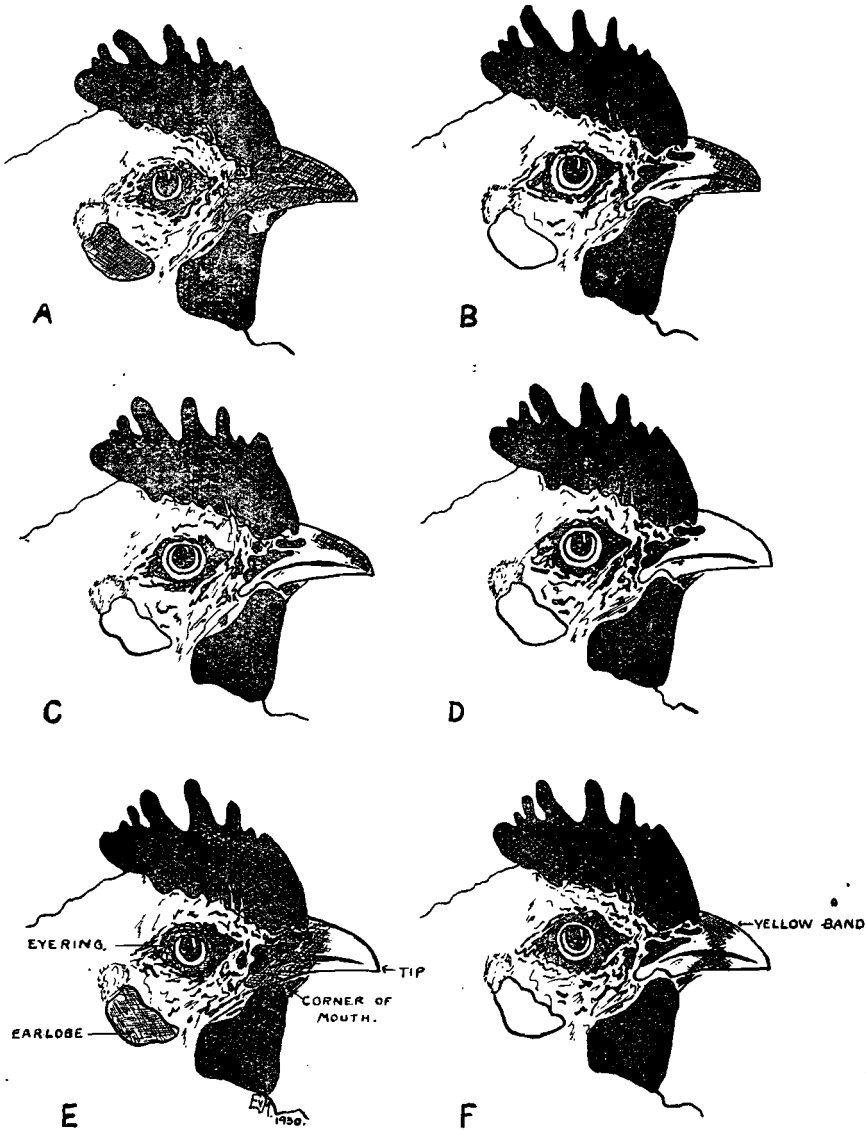 A
B
C
D
EYERING.
TIP
CORNER OF
MOUTH.
EARLOBE
E
1930.
YELLOW BAND
F